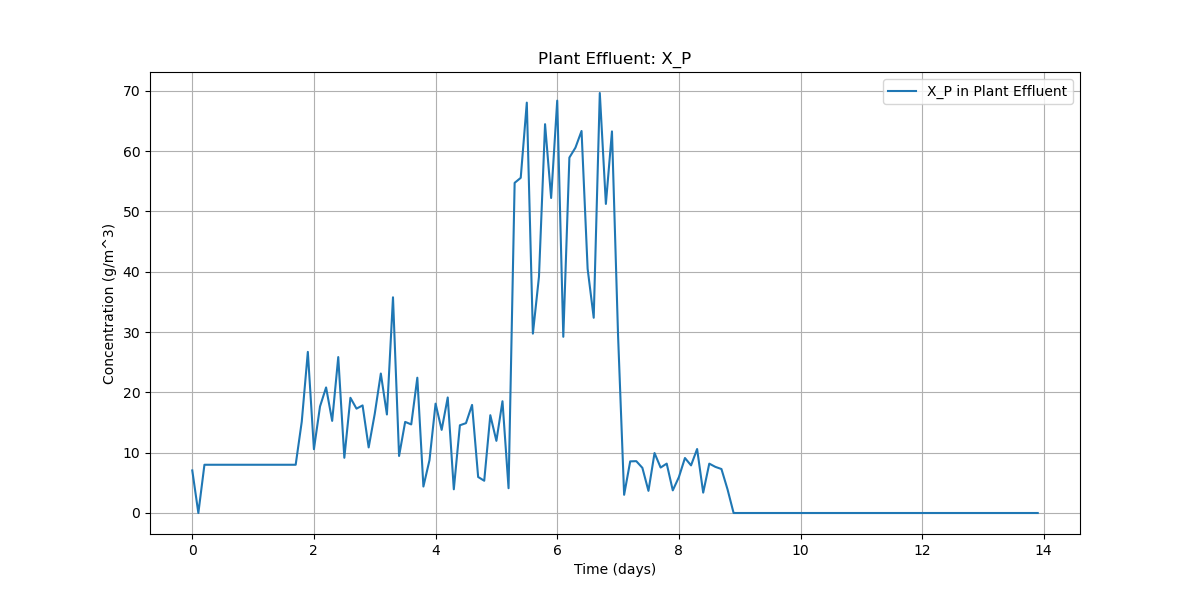 Plant Effluent: X_P
X_P in Plant Effluent
Concentration (g/m^3)
70
60
50
40
30
20
10
0
0 2 4 6 8 10 12 14
Time (days)